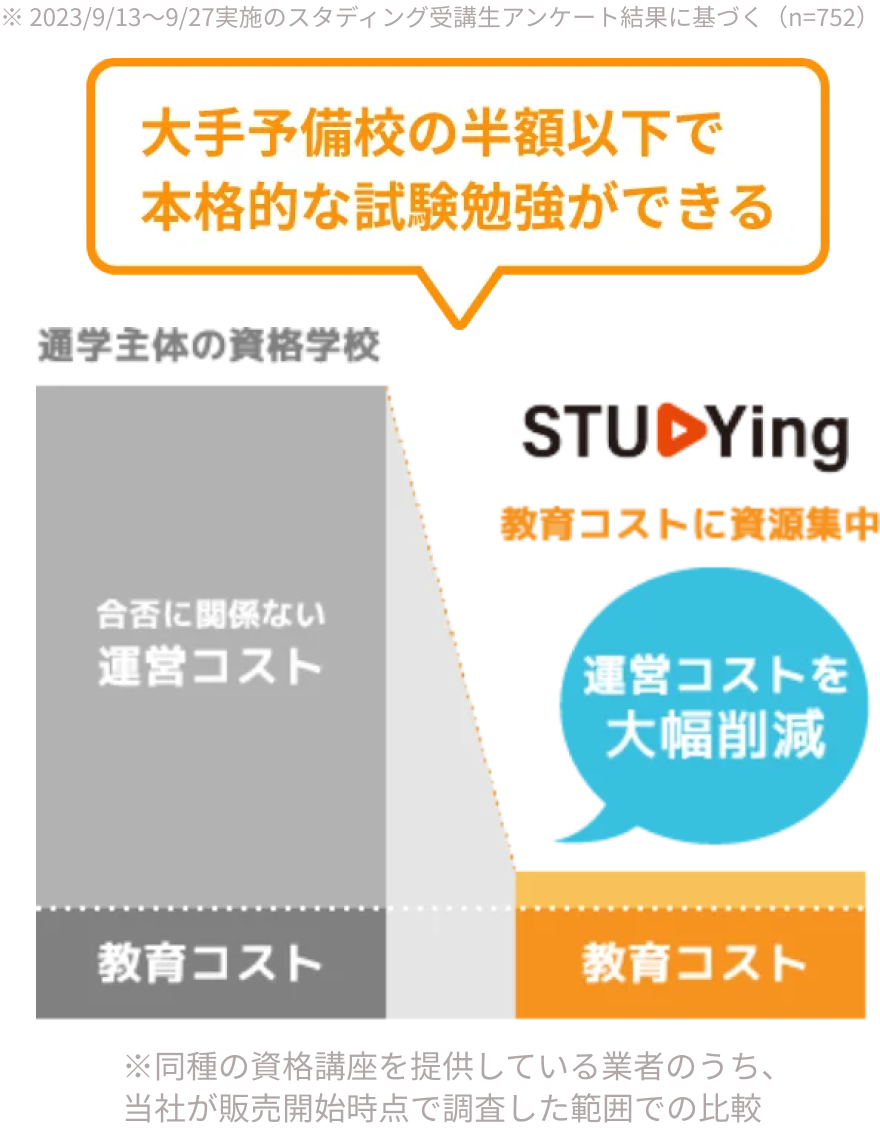 ※ 2023/9/13〜9/27実施のスタディング受講生アンケート結果に基づく（n=752）
大手予備校の半額以下で
本格的な試験勉強ができる
通学主体の資格学校
STUDYing
教育コストに資源集中
合否に関係ない
運営コスト
運営コストを
大幅削減
教育コスト
教育コスト
※同種の資格講座を提供している業者のうち、
当社が販売開始時点で調査した範囲での比較